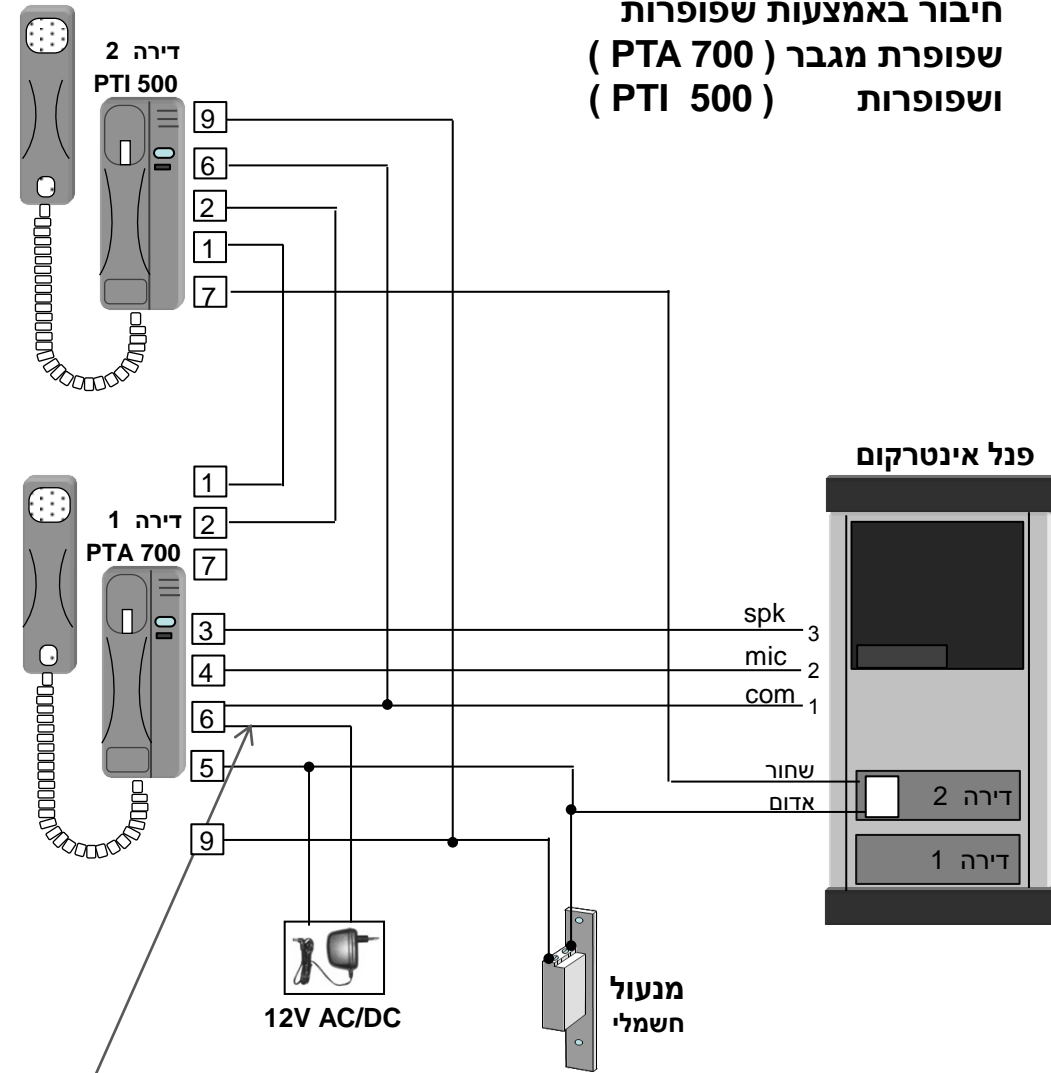 חיבור באמצעות שפופרות
שפופרת מגבר ( PTA 700 )
ושפופרות ( PTI 500 )
דירה 2
PTI 500
9
6
2
1
7
דירה 1
PTA 700
1
2
7
3
4
6
5
9
פנל אינטרקום
spk 3
mic 2
com 1
שחור
אדום
דירה 2
דירה 1
12V AC/DC
מנעול
חשמלי